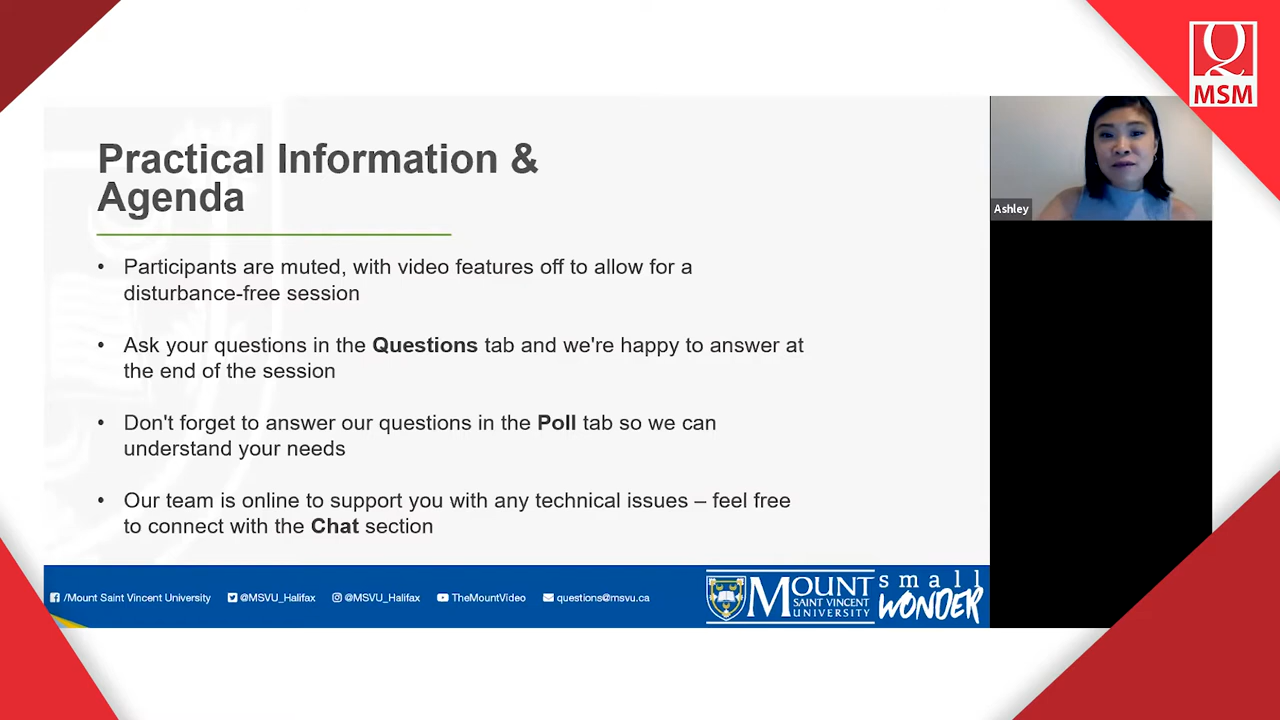 Q
MSM
Practical Information &
Agenda
• Participants are muted, with video features off to allow for a
disturbance-free session
• Ask your questions in the Questions tab and we're happy to answer at
the end of the session
• Don't forget to answer our questions in the Poll tab so we can
understand your needs
• Our team is online to support you with any technical issues – feel free
to connect with the Chat section
Ashley
/Mount Saint Vincent University @MSVU_Halifax @MSVU_Halifax TheMountVideo questions@msvu.ca
MOUNT
SAINT VINCENT
UNIVERSITY
small
WONDER